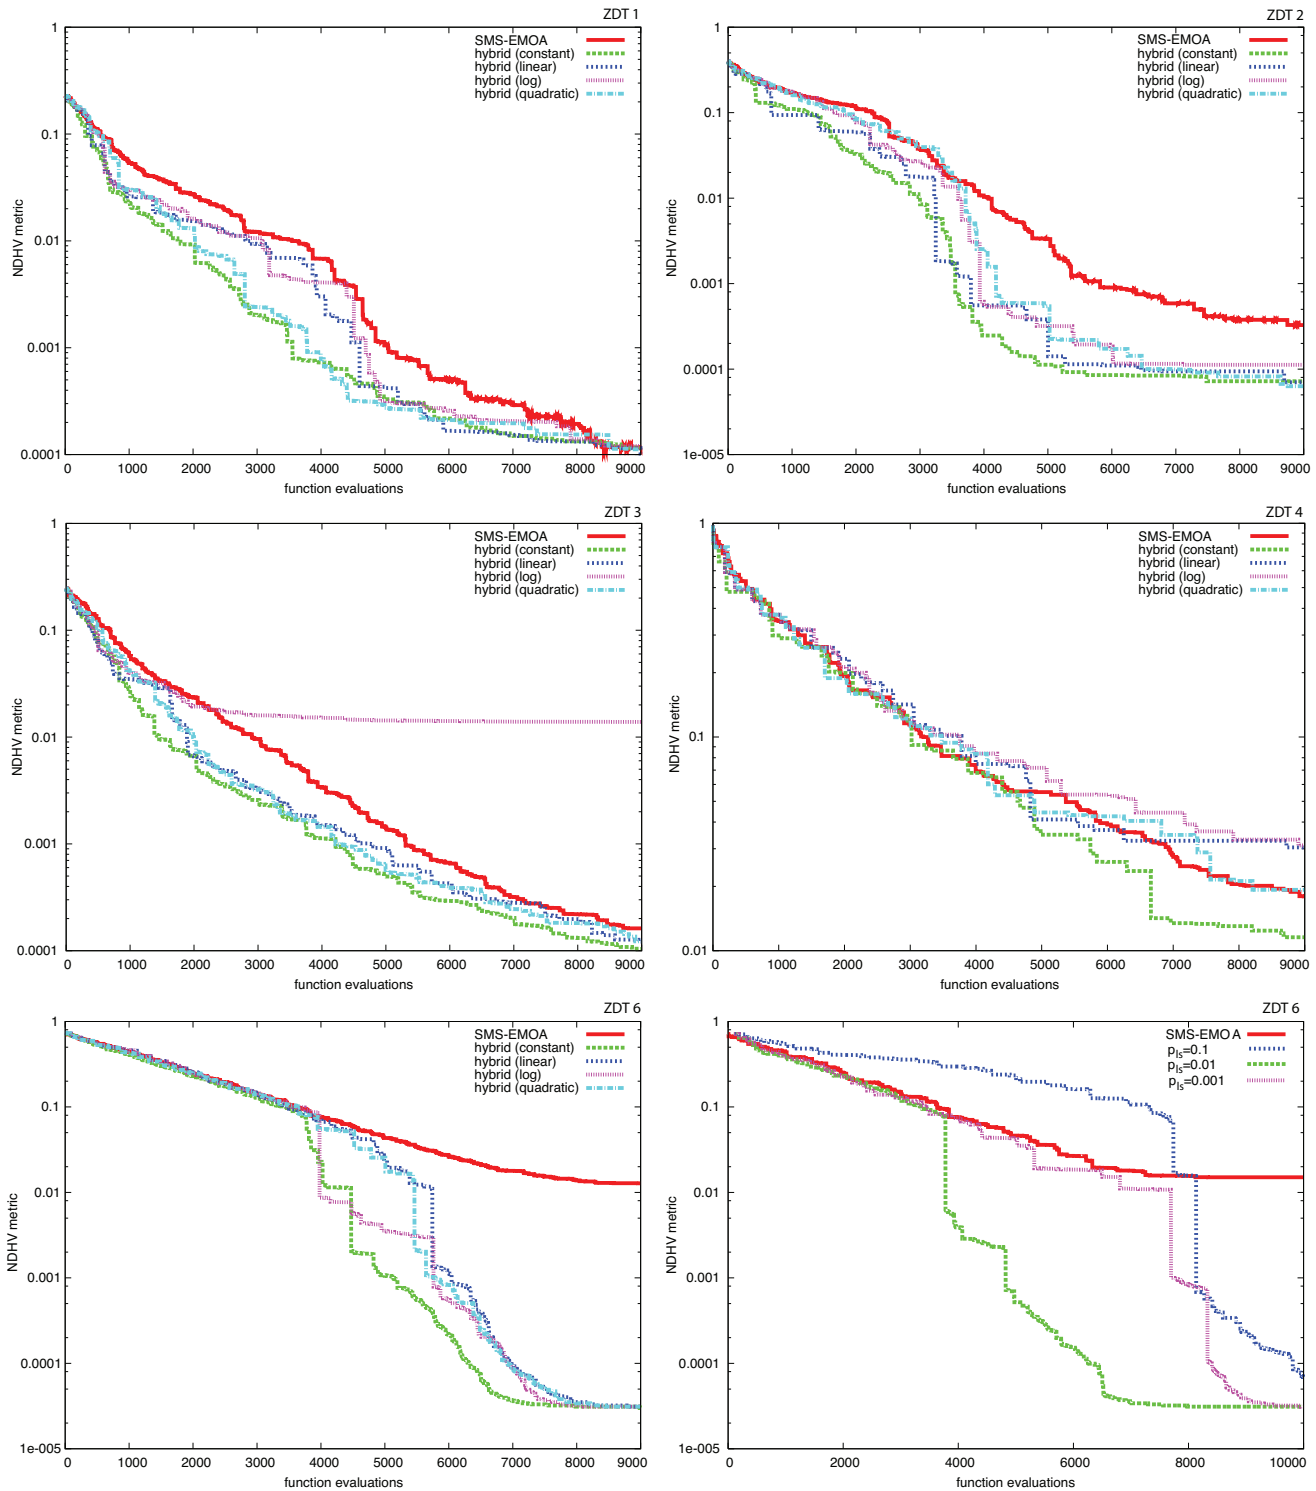 ZDT 1
SMS-EMOA
hybrid (constant)
hybrid (linear)
hybrid (log)
hybrid (quadratic)
NDHV metric
1
0.1
0.01
0.001
0.0001
0 1000 2000 3000 4000 5000 6000 7000 8000 9000
function evaluations
ZDT 2
SMS-EMOA
hybrid (constant)
hybrid (linear)
hybrid (log)
hybrid (quadratic)
NDHV metric
1
0.1
0.01
0.001
0.0001
1e-005
0 1000 2000 3000 4000 5000 6000 7000 8000 9000
function evaluations
ZDT 3
SMS-EMOA
hybrid (constant)
hybrid (linear)
hybrid (log)
hybrid (quadratic)
NDHV metric
1
0.1
0.01
0.001
0.0001
0 1000 2000 3000 4000 5000 6000 7000 8000 9000
function evaluations
ZDT 4
SMS-EMOA
hybrid (constant)
hybrid (linear)
hybrid (log)
hybrid (quadratic)
NDHV metric
1
0.1
0.01
0 1000 2000 3000 4000 5000 6000 7000 8000 9000
function evaluations
ZDT 6
SMS-EMOA
hybrid (constant)
hybrid (linear)
hybrid (log)
hybrid (quadratic)
NDHV metric
1
0.1
0.01
0.001
0.0001
1e-005
0 1000 2000 3000 4000 5000 6000 7000 8000 9000
function evaluations
ZDT 6
SMS-EMO A
pls=0.1
pls=0.01
pls=0.001
NDHV metric
1
0.1
0.01
0.001
0.0001
1e-005
0 2000 4000 6000 8000 10000
function evaluations